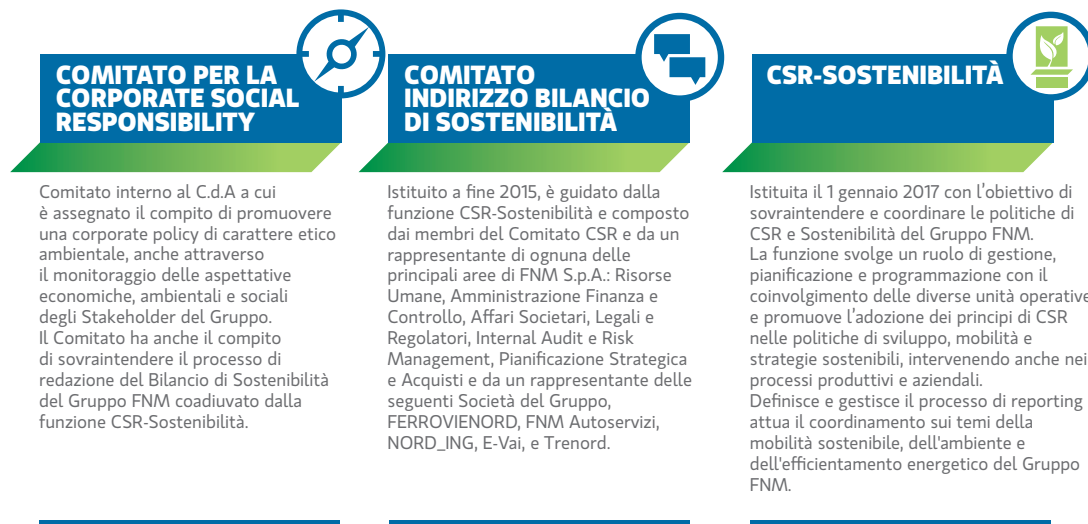 COMITATO PER LA
CORPORATE SOCIAL
RESPONSIBILITY
Comitato interno al C.d.A a cui
è assegnato il compito di promuovere
una corporate policy di carattere etico
ambientale, anche attraverso
il monitoraggio delle aspettative
economiche, ambientali e sociali
degli Stakeholder del Gruppo.
Il Comitato ha anche il compito
di sovraintendere il processo di
redazione del Bilancio di Sostenibilità
del Gruppo FNM coadiuvato dalla
funzione CSR-Sostenibilità.
COMITATO
INDIRIZZO BILANCIO
DI SOSTENIBILITÀ
Istituito a fine 2015, è guidato dalla
funzione CSR-Sostenibilità e composto
dai membri del Comitato CSR e da un
rappresentante di ognuna delle
principali aree di FNM S.p.A.: Risorse
Umane, Amministrazione Finanza e
Controllo, Affari Societari, Legali e
Regolatori, Internal Audit e Risk
Management, Pianificazione Strategica
e Acquisti e da un rappresentante delle
seguenti Società del Gruppo,
FERROVIENORD, FNM Autoservizi,
NORD_ING, E-Vai, e Trenord.
CSR-SOSTENIBILITÀ
Istituita il 1 gennaio 2017 con l'obiettivo di
sovraintendere e coordinare le politiche di
CSR e Sostenibilità del Gruppo FNM.
La funzione svolge un ruolo di gestione,
pianificazione e programmazione con il
coinvolgimento delle diverse unità operative
e promuove l'adozione dei principi di CSR
nelle politiche di sviluppo, mobilità e
strategie sostenibili, intervenendo anche nei
processi produttivi e aziendali.
Definisce e gestisce il processo di reporting
attua il coordinamento sui temi della
mobilità sostenibile, dell'ambiente e
dell'efficientamento energetico del Gruppo
FNM.